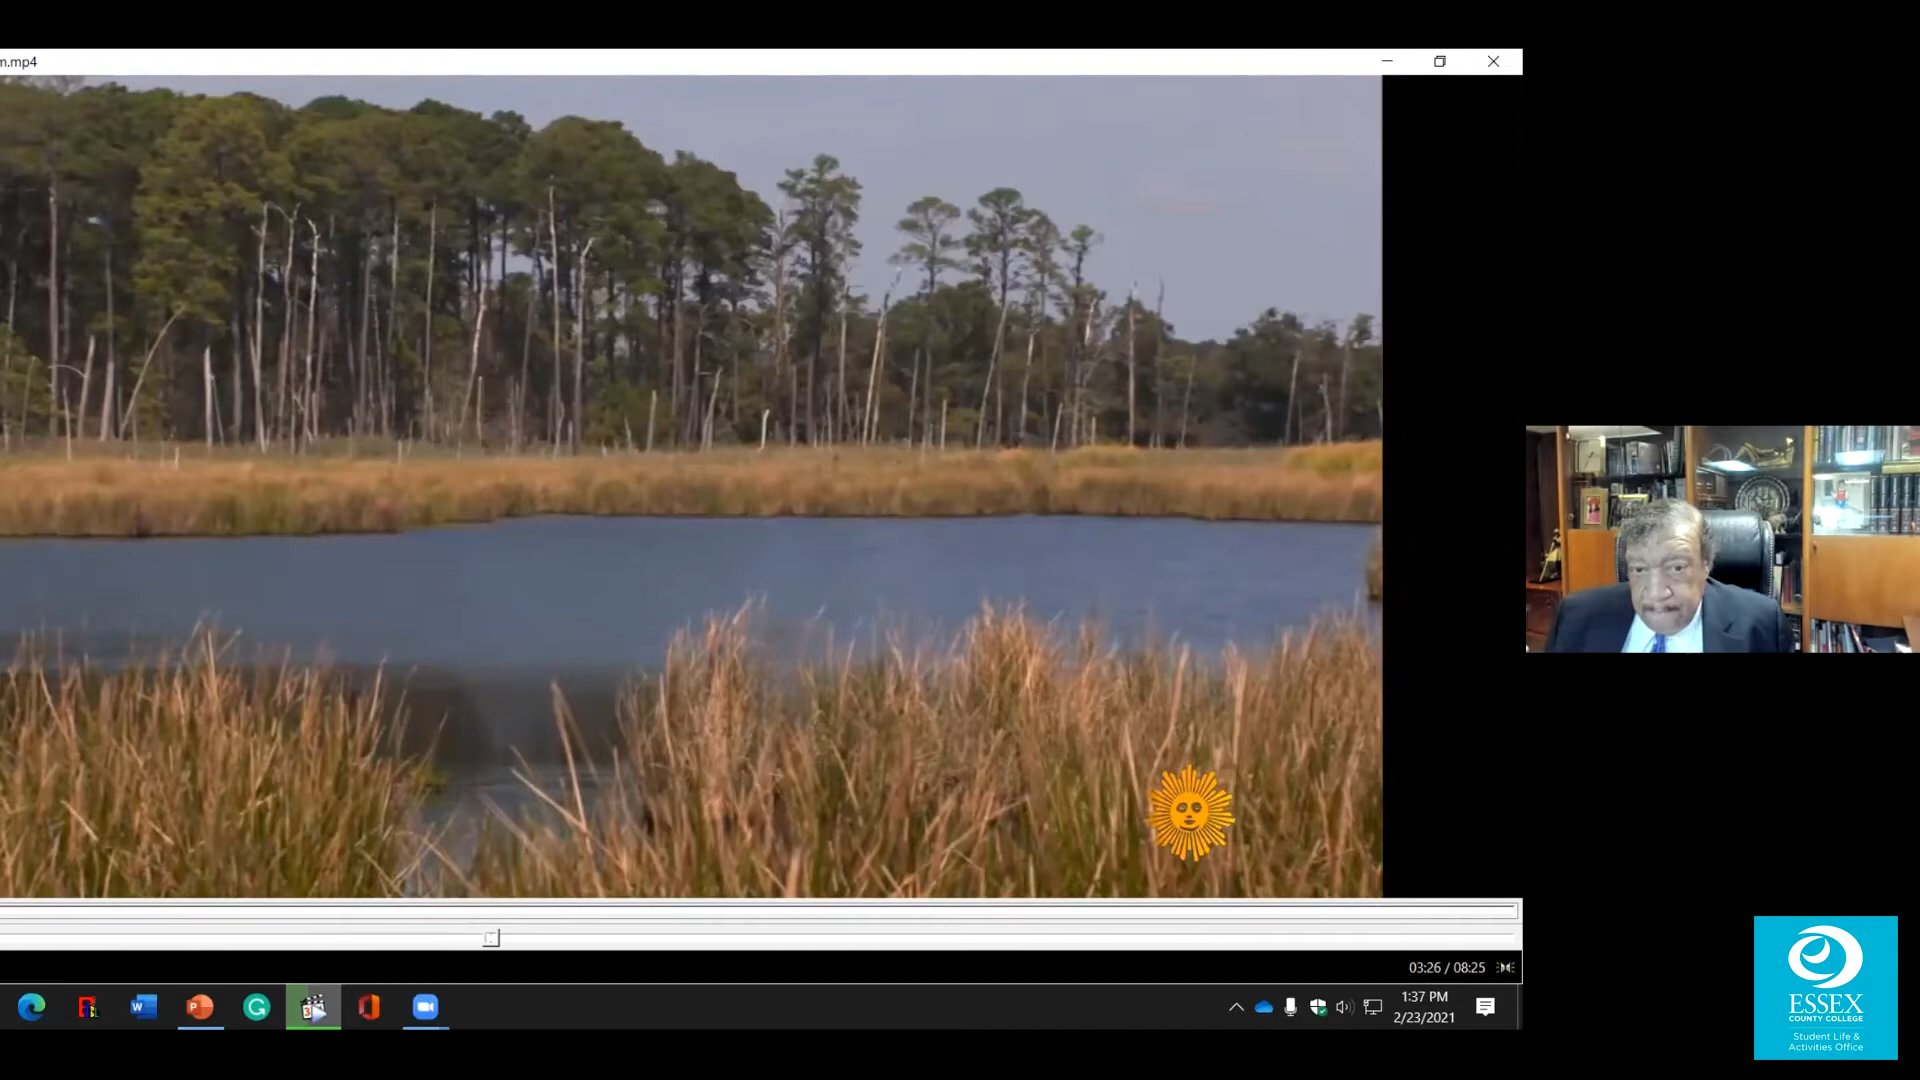 m.mp4
03:26 / 08:25
1:37 PM
2/23/2021
ESSEX
COUNTY COLLEGE
Student Life &
Activities Office